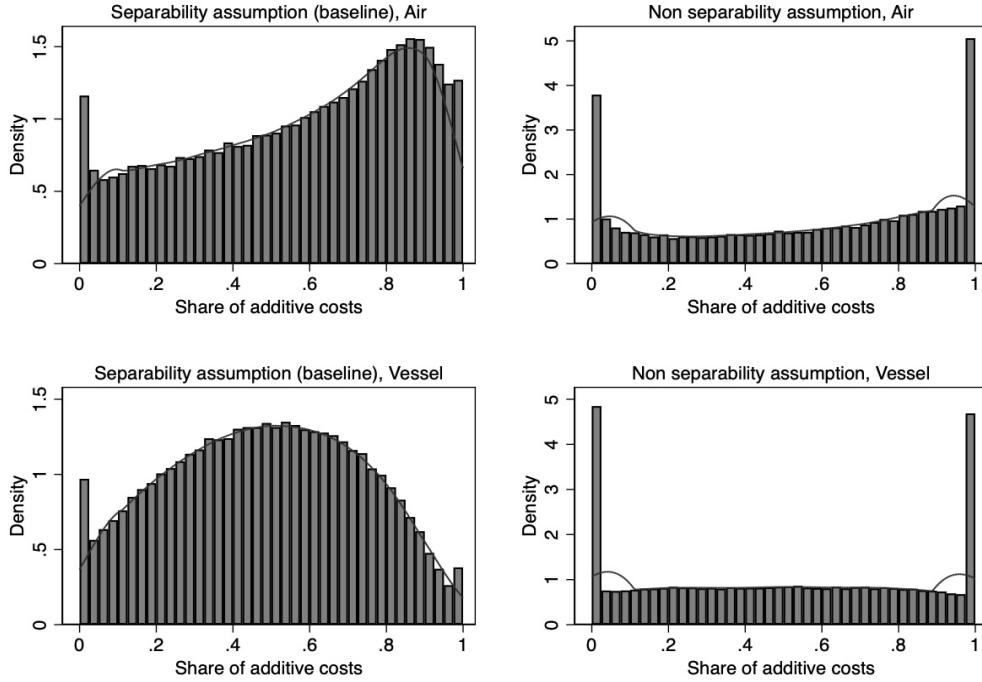 Separability assumption (baseline), Air
Density
0 .5 1 1.5
0 .2 .4 .6 .8 1
Share of additive costs
Non separability assumption, Air
Density
0 1 2 3 4 5
0 .2 .4 .6 .8 1
Share of additive costs
Separability assumption (baseline), Vessel
Density
0 .5 1 1.5
0 .2 .4 .6 .8 1
Share of additive costs
Non separability assumption, Vessel
Density
0 1 2 3 4 5
0 .2 .4 .6 .8 1
Share of additive costs